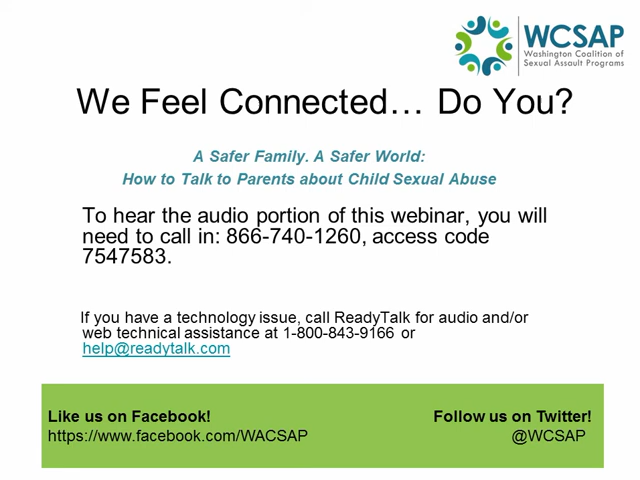 WCSAP
Washington Coalition of
Sexual Assault Programs
We Feel Connected… Do You?
A Safer Family. A Safer World:
How to Talk to Parents about Child Sexual Abuse
To hear the audio portion of this webinar, you will
need to call in: 866-740-1260, access code
7547583.
If you have a technology issue, call ReadyTalk for audio and/or
web technical assistance at 1-800-843-9166 or
help@readytalk.com
Like us on Facebook!
https://www.facebook.com/WACSAP
Follow us on Twitter!
@WCSAP